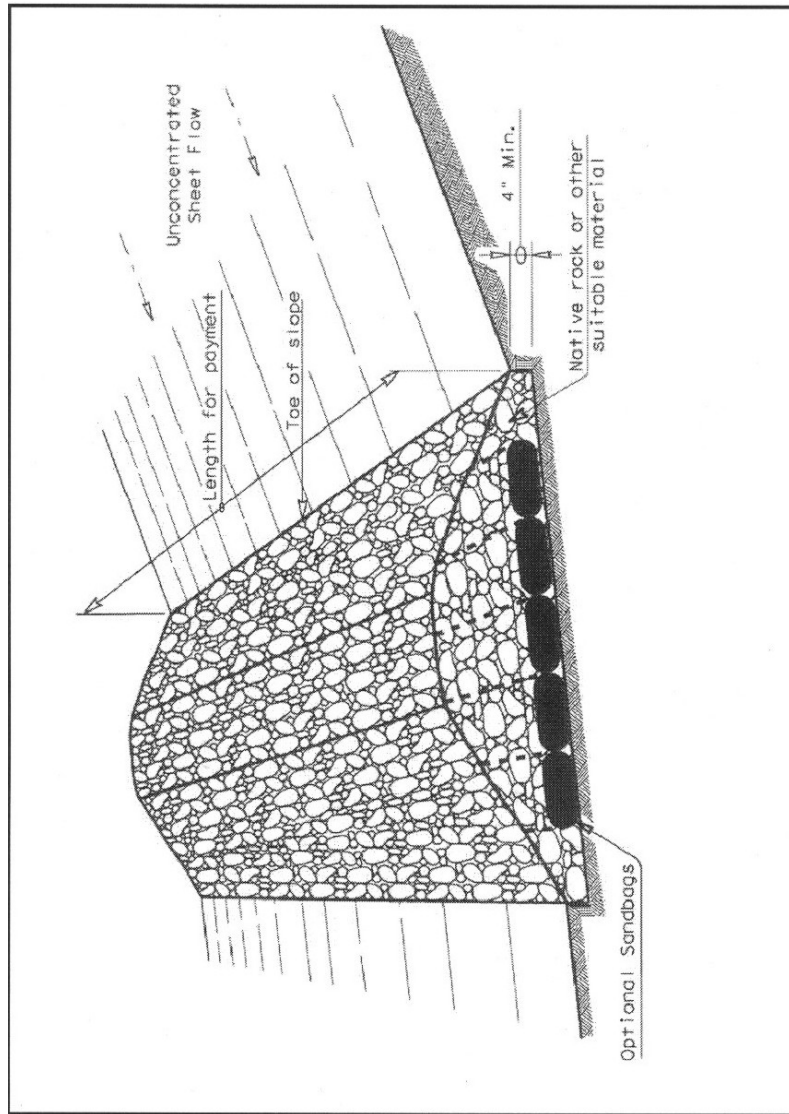 Unconcentrated
Sheet Flow
Length for payment
Toe of slope
4" Min.
Native rock or other
suitable material
Optional Sandbags